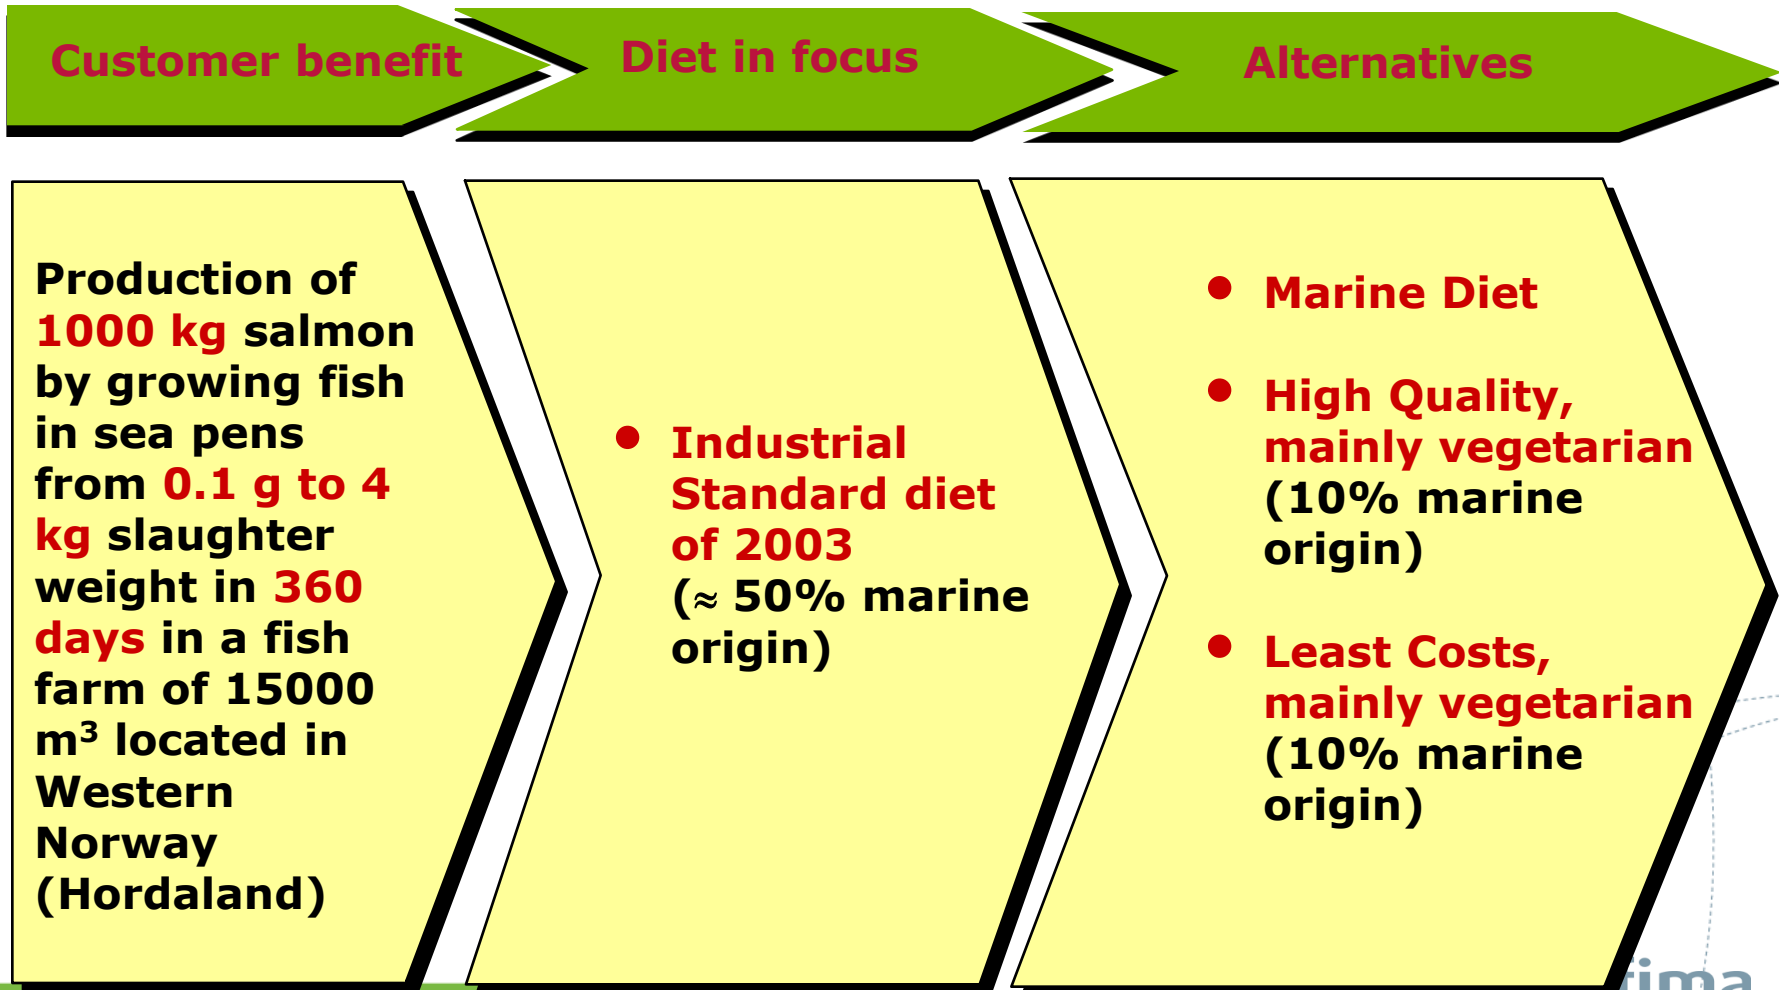 Customer benefit
Diet in focus
Alternatives
Production of
1000 kg salmon
by growing fish
in sea pens
from 0.1 g to 4
kg slaughter
weight in 360
days in a fish
farm of 15000
m³ located in
Western
Norway
(Hordaland)
• Industrial
Standard diet
of 2003
(≈ 50% marine
origin)
• Marine Diet
• High Quality,
mainly vegetarian
(10% marine
origin)
• Least Costs,
mainly vegetarian
(10% marine
origin)